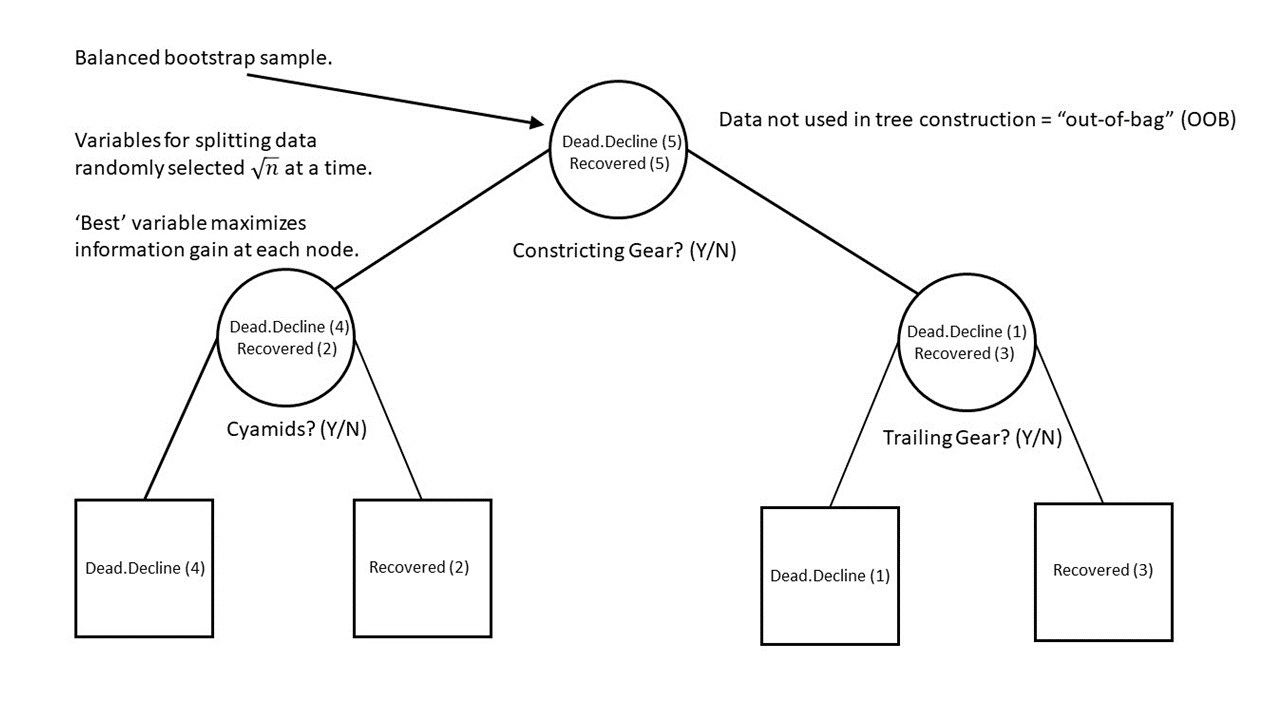 Balanced bootstrap sample.
Variables for splitting data
randomly selected √n at a time.
‘Best’ variable maximizes
information gain at each node.
Dead.Decline (5)
Recovered (5)
Data not used in tree construction = “out-of-bag” (OOB)
Constricting Gear? (Y/N)
Dead.Decline (4)
Recovered (2)
Cyamids? (Y/N)
Dead.Decline (1)
Recovered (3)
Trailing Gear? (Y/N)
Dead.Decline (4)
Recovered (2)
Dead.Decline (1)
Recovered (3)